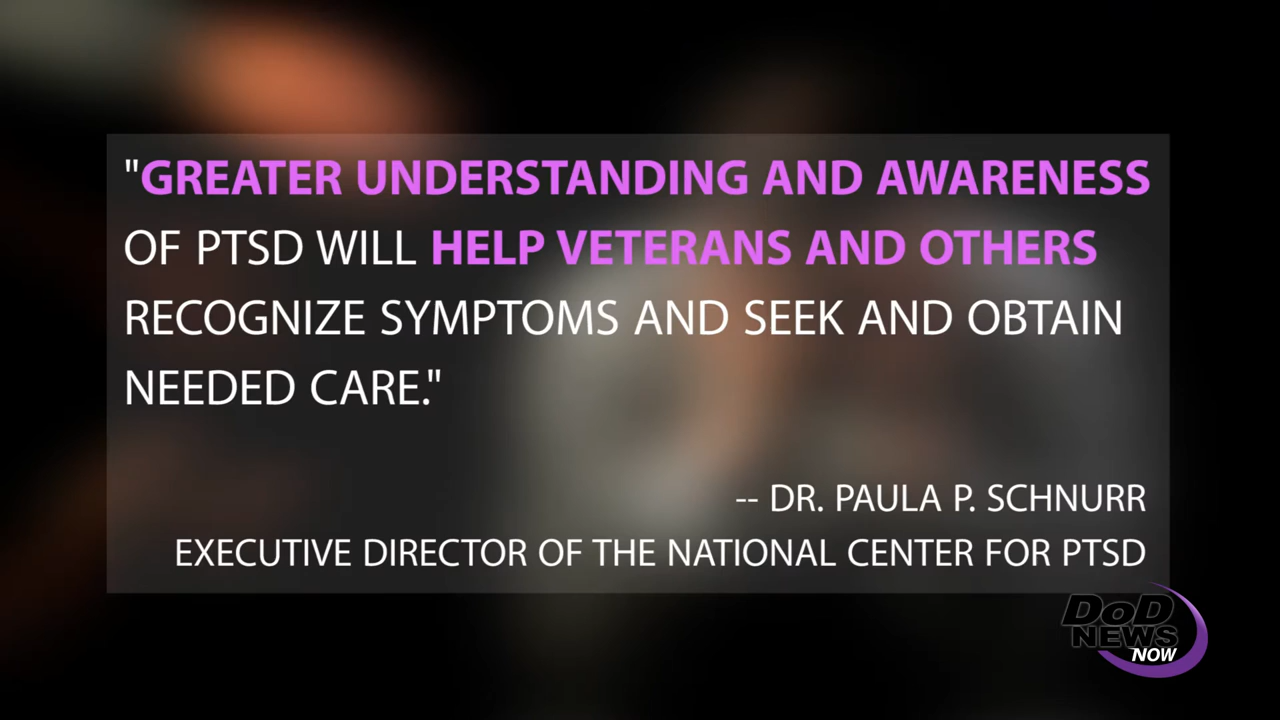 "GREATER UNDERSTANDING AND AWARENESS
OF PTSD WILL HELP VETERANS AND OTHERS
RECOGNIZE SYMPTOMS AND SEEK AND OBTAIN
NEEDED CARE."
-- DR. PAULA P. SCHNURR
EXECUTIVE DIRECTOR OF THE NATIONAL CENTER FOR PTSD
DoD
NEWS
NOW